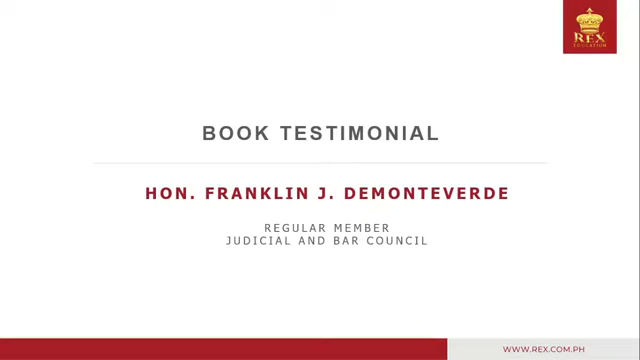 REX
EDUCATION
BOOK TESTIMONIAL
HON. FRANKLIN J. DEMONTEVERDE
REGULAR MEMBER
JUDICIAL AND BAR COUNCIL
WWW.REX.COM.PH